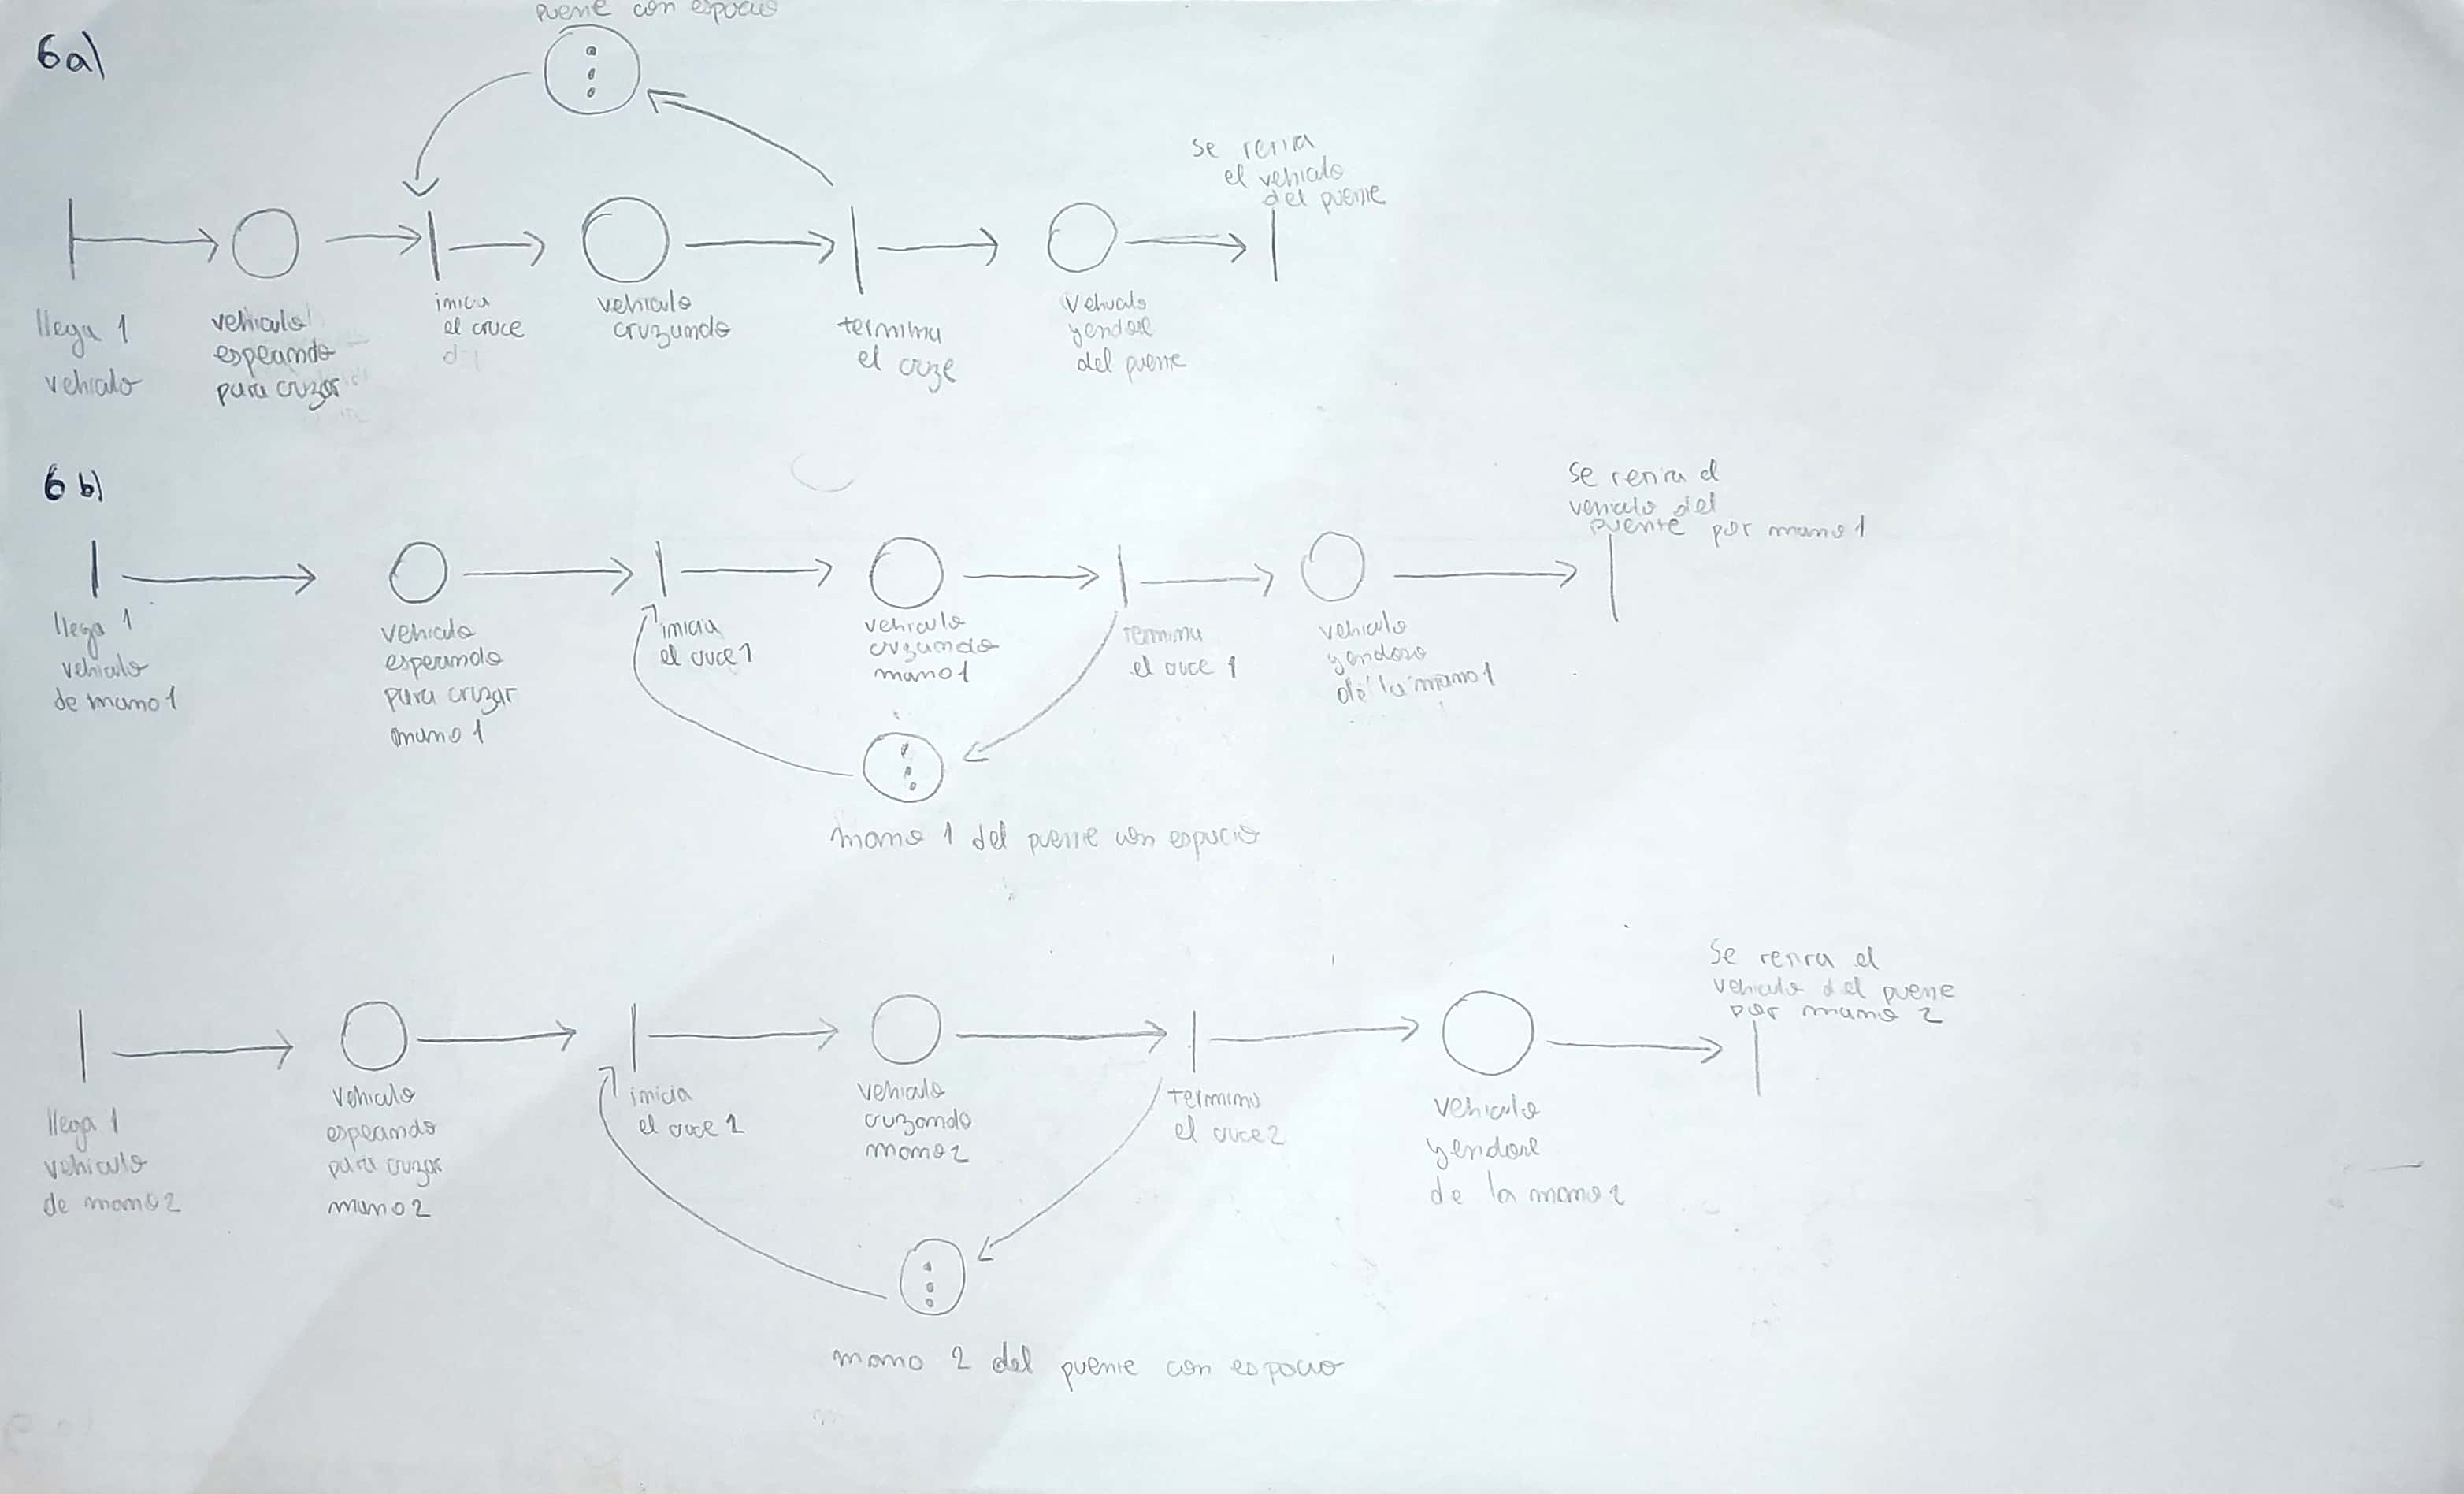 puente con espacio
6a)
se retira
el vehiculo
del puente
llega 1
vehiculo
vehiculo
espeando
para cruzar
inicia
el cruce
vehiculo
cruzando
termina
el cruze
Vehiculo
yendose
del puente
6 b)
se retira el
vehiculo del
puente por mano 1
llega 1
vehiculo
de mano 1
vehiculo
esperando
para cruzar
mano 1
inicia
el cruce 1
vehiculo
cruzando
mano 1
termina
el cruce 1
vehiculo
yendose
de la mano 1
mano 1 del puente con espacio
Se retira el
vehiculo del puente
por mano 2
llega 1
vehiculo
de mano 2
vehiculo
espeando
para cruzar
mano 2
inicia
el cruce 2
vehiculo
cruzando
mano 2
termina
el cruce 2
vehiculo
yendose
de la mano 2
mano 2 del puente con espacio